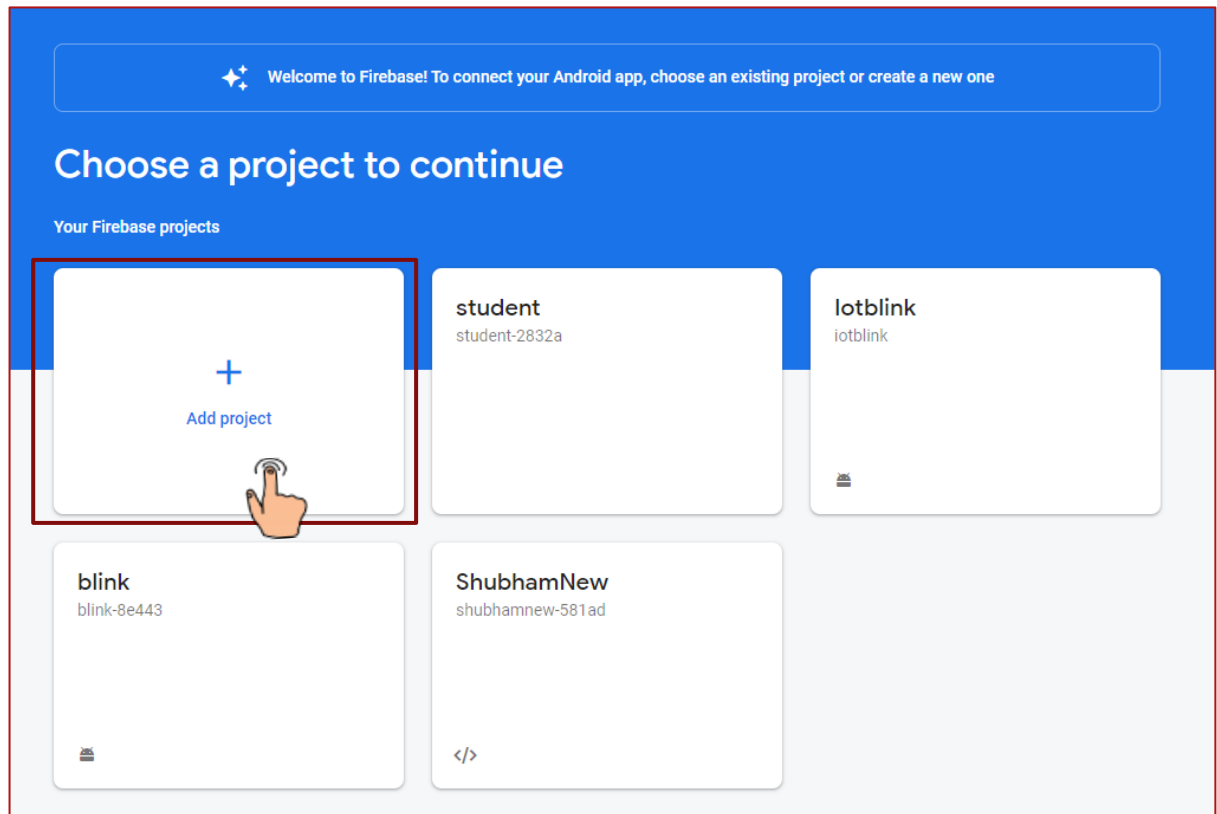 Welcome to Firebase! To connect your Android app, choose an existing project or create a new one
Choose a project to continue
Your Firebase projects
Add project
student
student-2832a
Iotblink
iotblink
blink
blink-8e443
ShubhamNew
shubhamnew-581ad